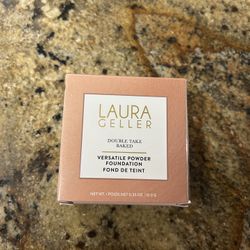 LAURA
GELLER
DOUBLE TAKE
BAKED
VERSATILE POWDER
FOUNDATION
FOND DE TEINT